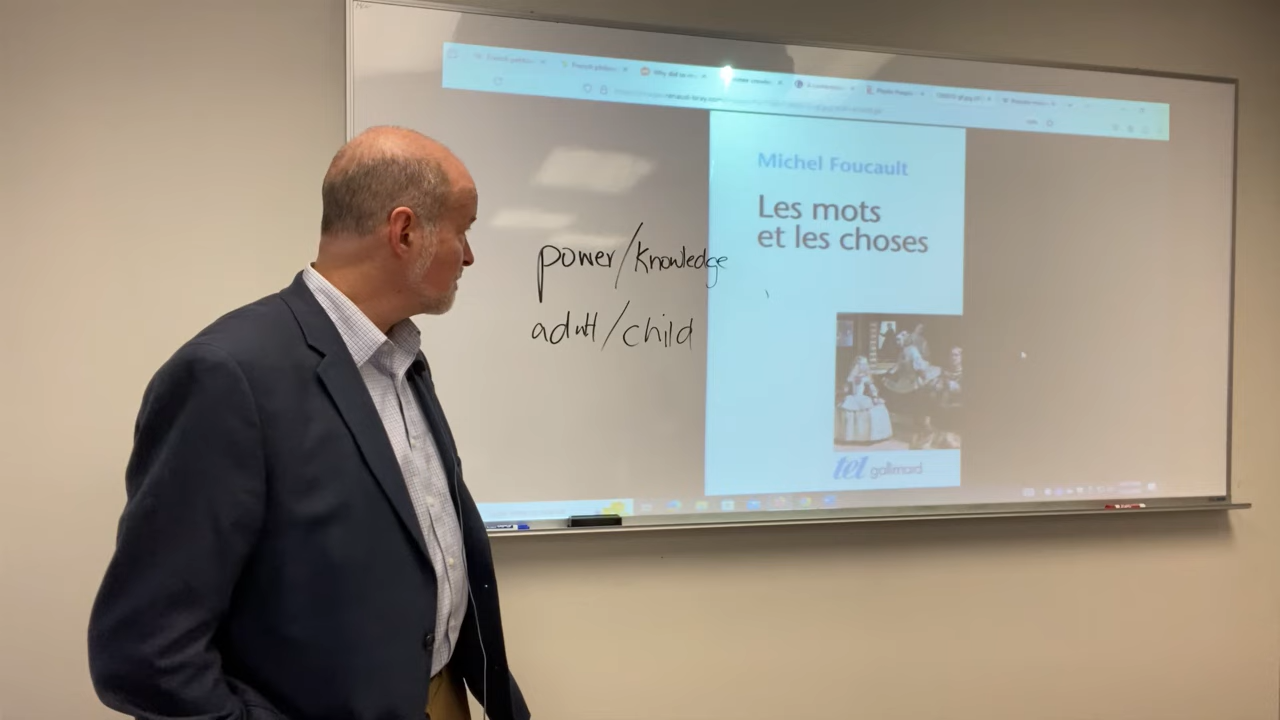 Michel Foucault
Les mots
et les choses
power/knowledge
adult/child
tel gallimard